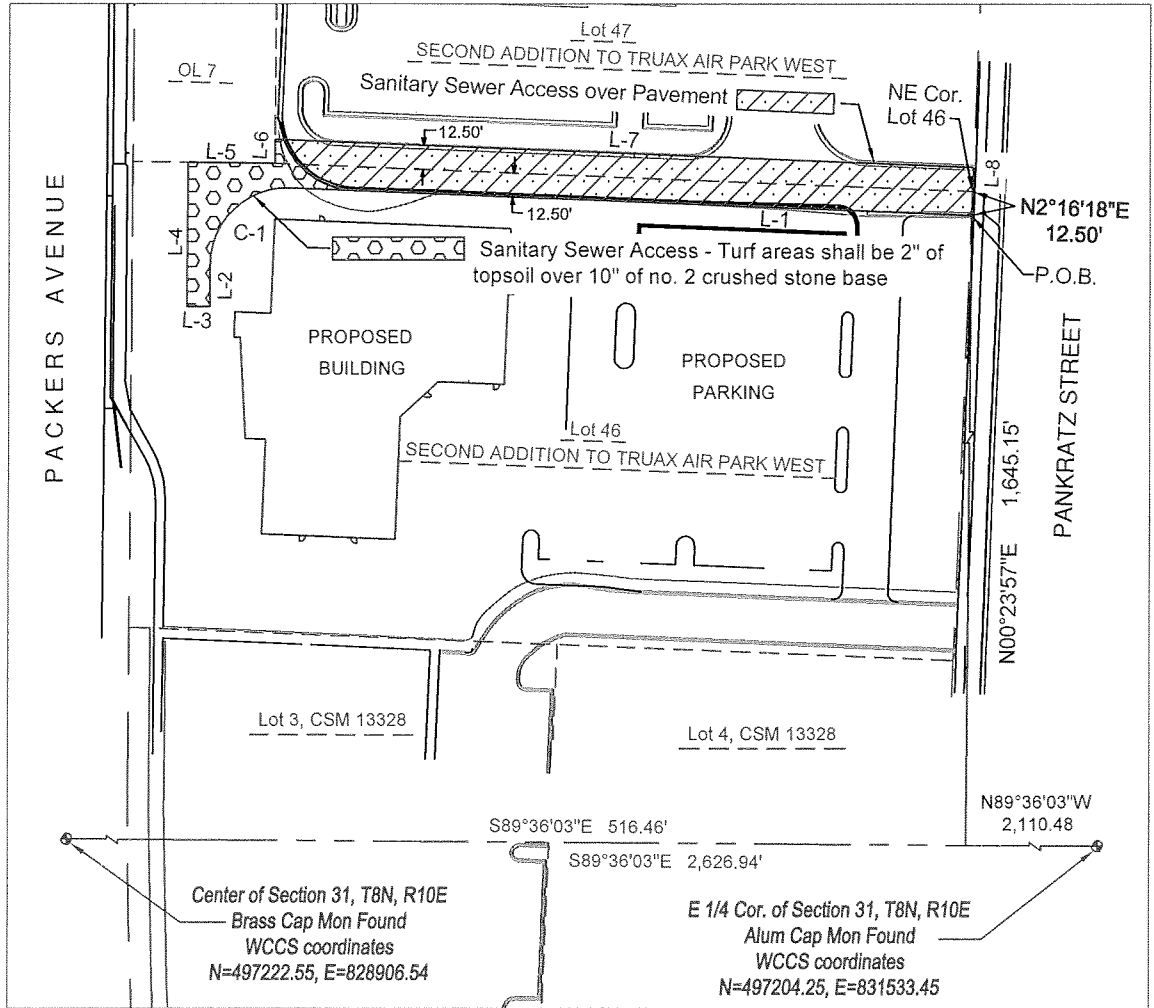 Lot 47
SECOND ADDITION TO TRUAX AIR PARK WEST
OL 7
Sanitary Sewer Access over Pavement
NE Cor.
Lot 46
12.50'
L-7
L-6
L-5
L-8
N2°16'18"E
12.50'
12.50'
L-1
P.O.B.
L-4
C-1
L-2
L-3
Sanitary Sewer Access - Turf areas shall be 2" of
topsoil over 10" of no. 2 crushed stone base
PACKERS AVENUE
PROPOSED
BUILDING
PROPOSED
PARKING
Lot 46
SECOND ADDITION TO TRUAX AIR PARK WEST
PANKRATZ STREET
N00°23'57"E 1,645.15'
Lot 3, CSM 13328
Lot 4, CSM 13328
N89°36'03"W
2,110.48
S89°36'03"E 516.46'
S89°36'03"E 2,626.94'
Center of Section 31, T8N, R10E
Brass Cap Mon Found
WCCS coordinates
N=497222.55, E=828906.54
E 1/4 Cor. of Section 31, T8N, R10E
Alum Cap Mon Found
WCCS coordinates
N=497204.25, E=831533.45